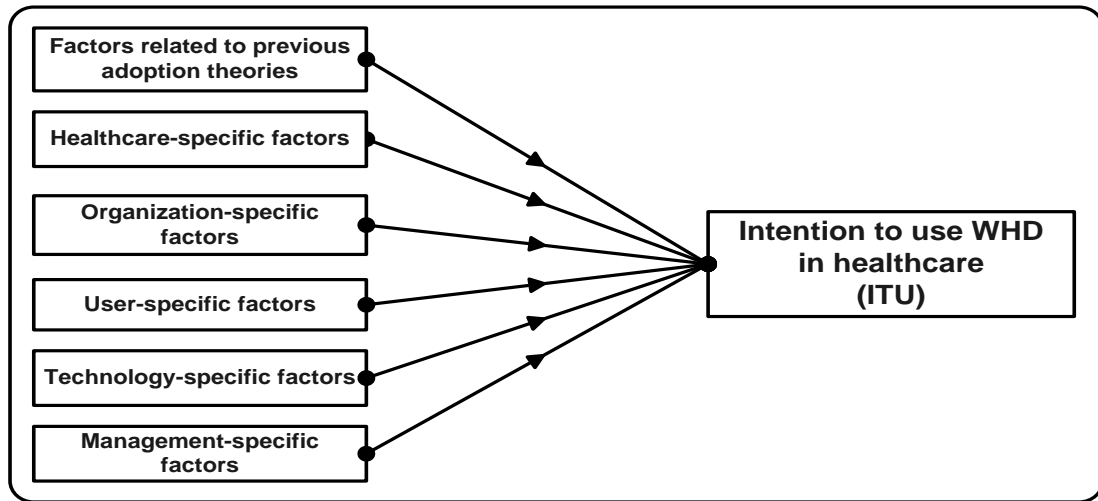 Factors related to previous
adoption theories
Healthcare-specific factors
Organization-specific
factors
User-specific factors
Technology-specific factors
Management-specific
factors
Intention to use WHD
in healthcare
(ITU)